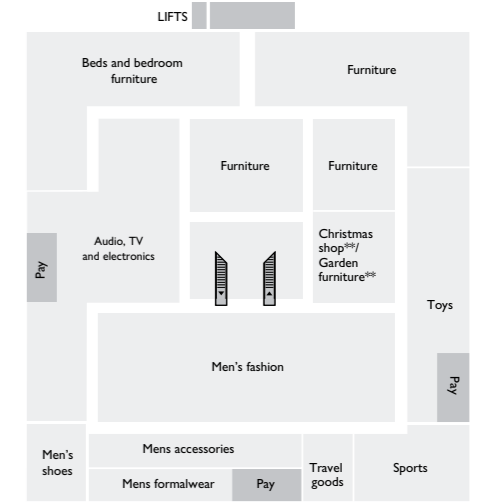 LIFTS
Beds and bedroom
furniture
Furniture
Furniture
Furniture
Audio, TV
and electronics
Christmas
shop**/
Garden
furniture**
Pay
Toys
Men's fashion
Pay
Men's
shoes
Mens accessories
Mens formalwear
Pay
Travel
goods
Sports